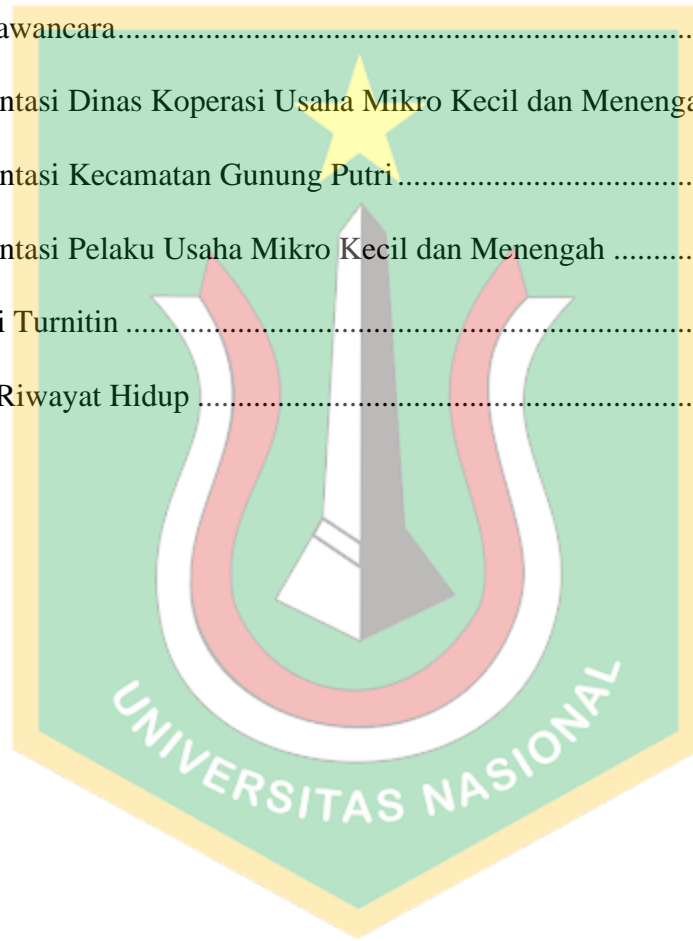 awancara....................................................................
ntasi Dinas Koperasi Usaha Mikro Kecil dan Menenga
ntasi Kecamatan Gunung Putri....................................
ntasi Pelaku Usaha Mikro Kecil dan Menengah ..........
i Turnitin ....................................................................
Riwayat Hidup ............................................................
UNIVERSITAS NASIONAL